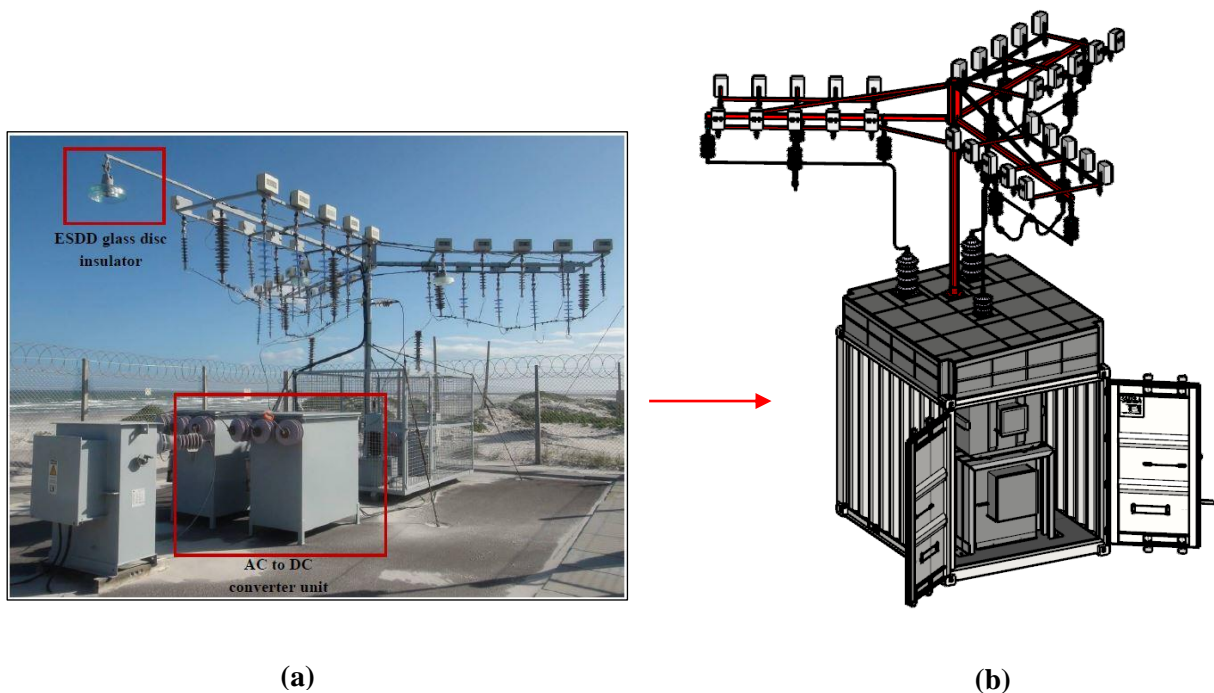 ESDD glass disc
insulator
AC to DC
converter unit
(a)
(b)